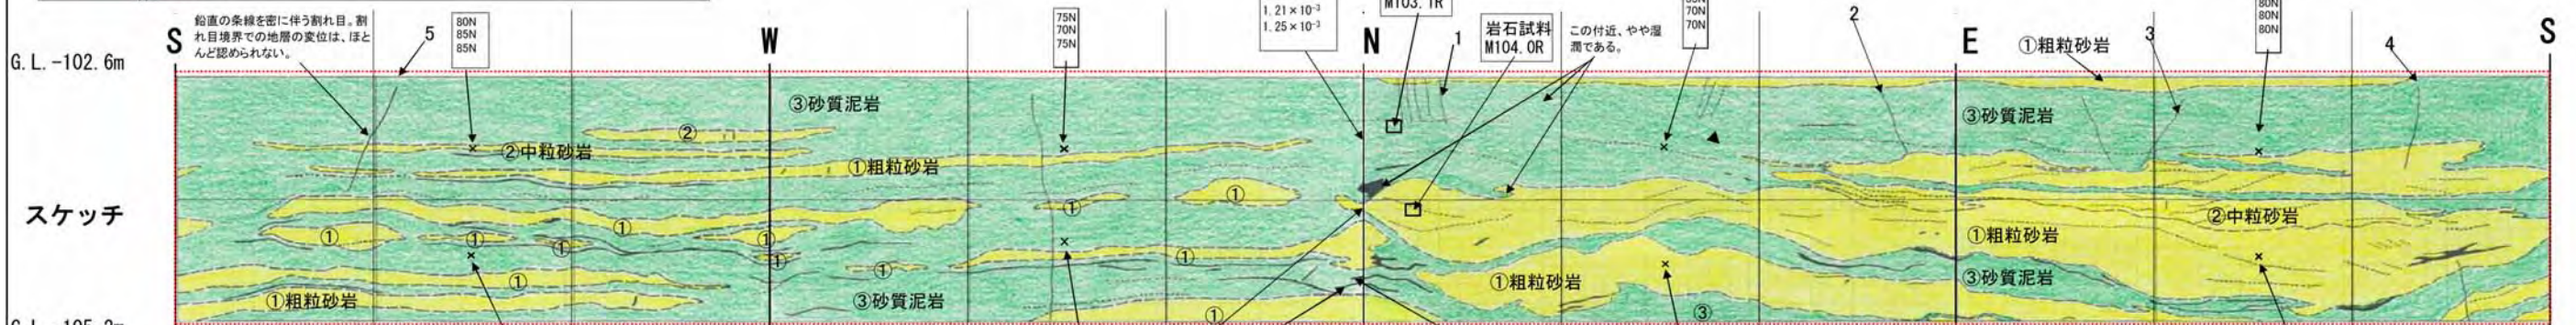 鉛直の条線を密に伴う割れ目。割
れ目境界での地層の変位は、ほと
んど認められない。
5
80N
85N
85N
75N
70N
75N
1.21×10⁻³
1.25×10⁻³
M103.1R
岩石試料
M104.0R
1
この付近、やや湿
潤である。
70N
70N
2
①粗粒砂岩
3
80N
80N
80N
4
S
W
N
E
S
G.L.-102.6m
③砂質泥岩
②
②中粒砂岩
①粗粒砂岩
③砂質泥岩
スケッチ
①
①
①
①
①
①
①
①
①
①
①
①
①粗粒砂岩
③砂質泥岩
①
①粗粒砂岩
③
②中粒砂岩
①粗粒砂岩
③砂質泥岩